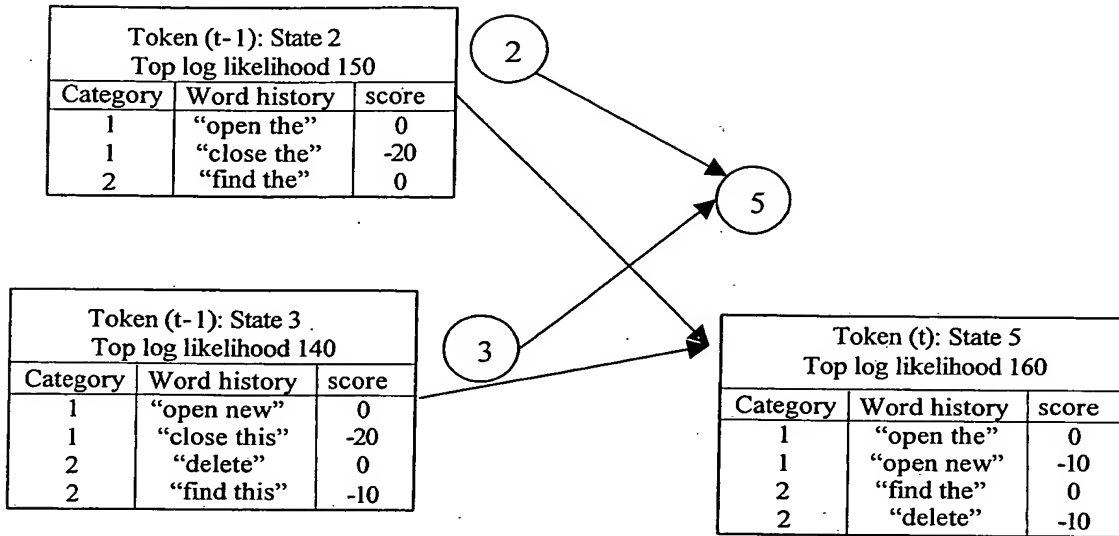 Token (t-1): State 2
Top log likelihood 150
Category Word history score
1 “open the” 0
1 “close the” -20
2 “find the” 0
2
5
Token (t-1): State 3
Top log likelihood 140
Category Word history score
1 “open new” 0
1 “close this” -20
2 “delete” 0
2 “find this” -10
3
Token (t): State 5
Top log likelihood 160
Category Word history score
1 “open the” 0
1 “open new” -10
2 “find the” 0
2 “delete” -10